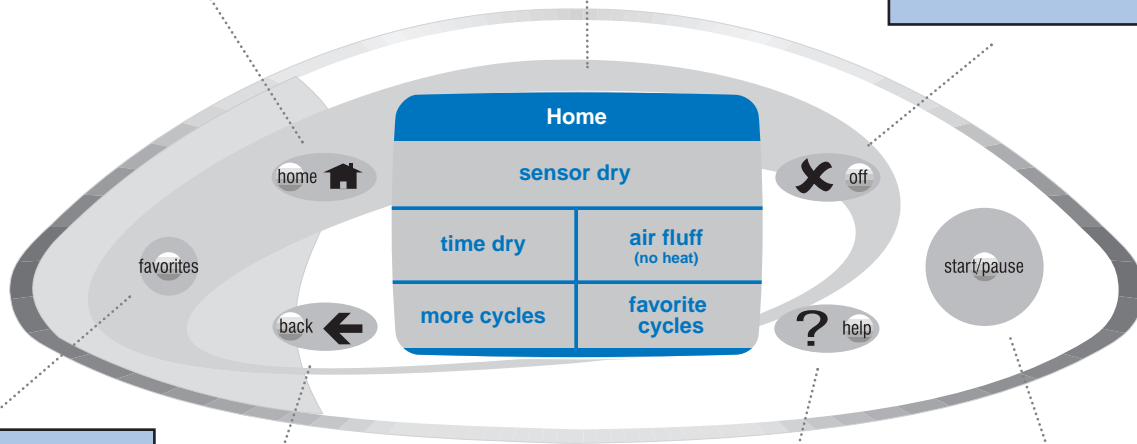 Home
sensor dry
home
off
time dry
air fluff
(no heat)
favorites
start/pause
more cycles
favorite
cycles
back
?
help